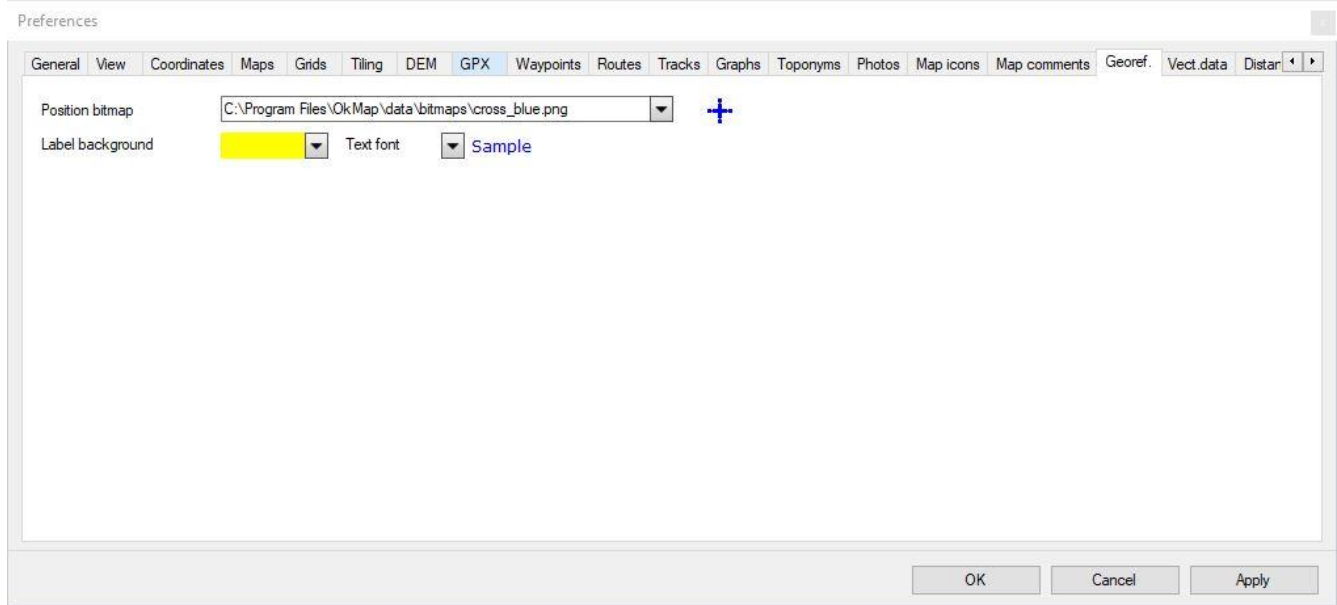 Preferences
General View Coordinates Maps Grids Tiling DEM GPX Waypoints Routes Tracks Graphs Toponyms Photos Map icons Map comments Georef. Vect.data Distan
Position bitmap C:\Program Files\OkMap\data\bitmaps\cross_blue.png
Label background Text font Sample
OK Cancel Apply